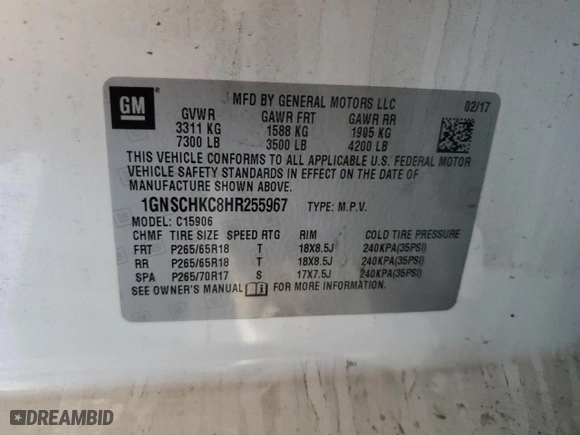 GM
MFD BY GENERAL MOTORS LLC 02/17
GVWR GAWR FRT GAWR RR
3311 KG 1588 KG 1905 KG
7300 LB 3500 LB 4200 LB
THIS VEHICLE CONFORMS TO ALL APPLICABLE U.S. FEDERAL MOTOR
VEHICLE SAFETY STANDARDS IN EFFECT ON THE DATE OF
MANUFACTURE SHOWN ABOVE.
1GNSCHKC8HR255967 TYPE: M.P.V.
MODEL: C15906
CHMF TIRE SIZE SPEED RTG RIM COLD TIRE PRESSURE
FRT P265/65R18 T 18X8.5J 240KPA(35PSI)
RR P265/65R18 T 18X8.5J 240KPA(35PSI)
SPA P265/70R17 S 17X7.5J 240KPA(35PSI)
SEE OWNER'S MANUAL FOR MORE INFORMATION.
DREAMBID